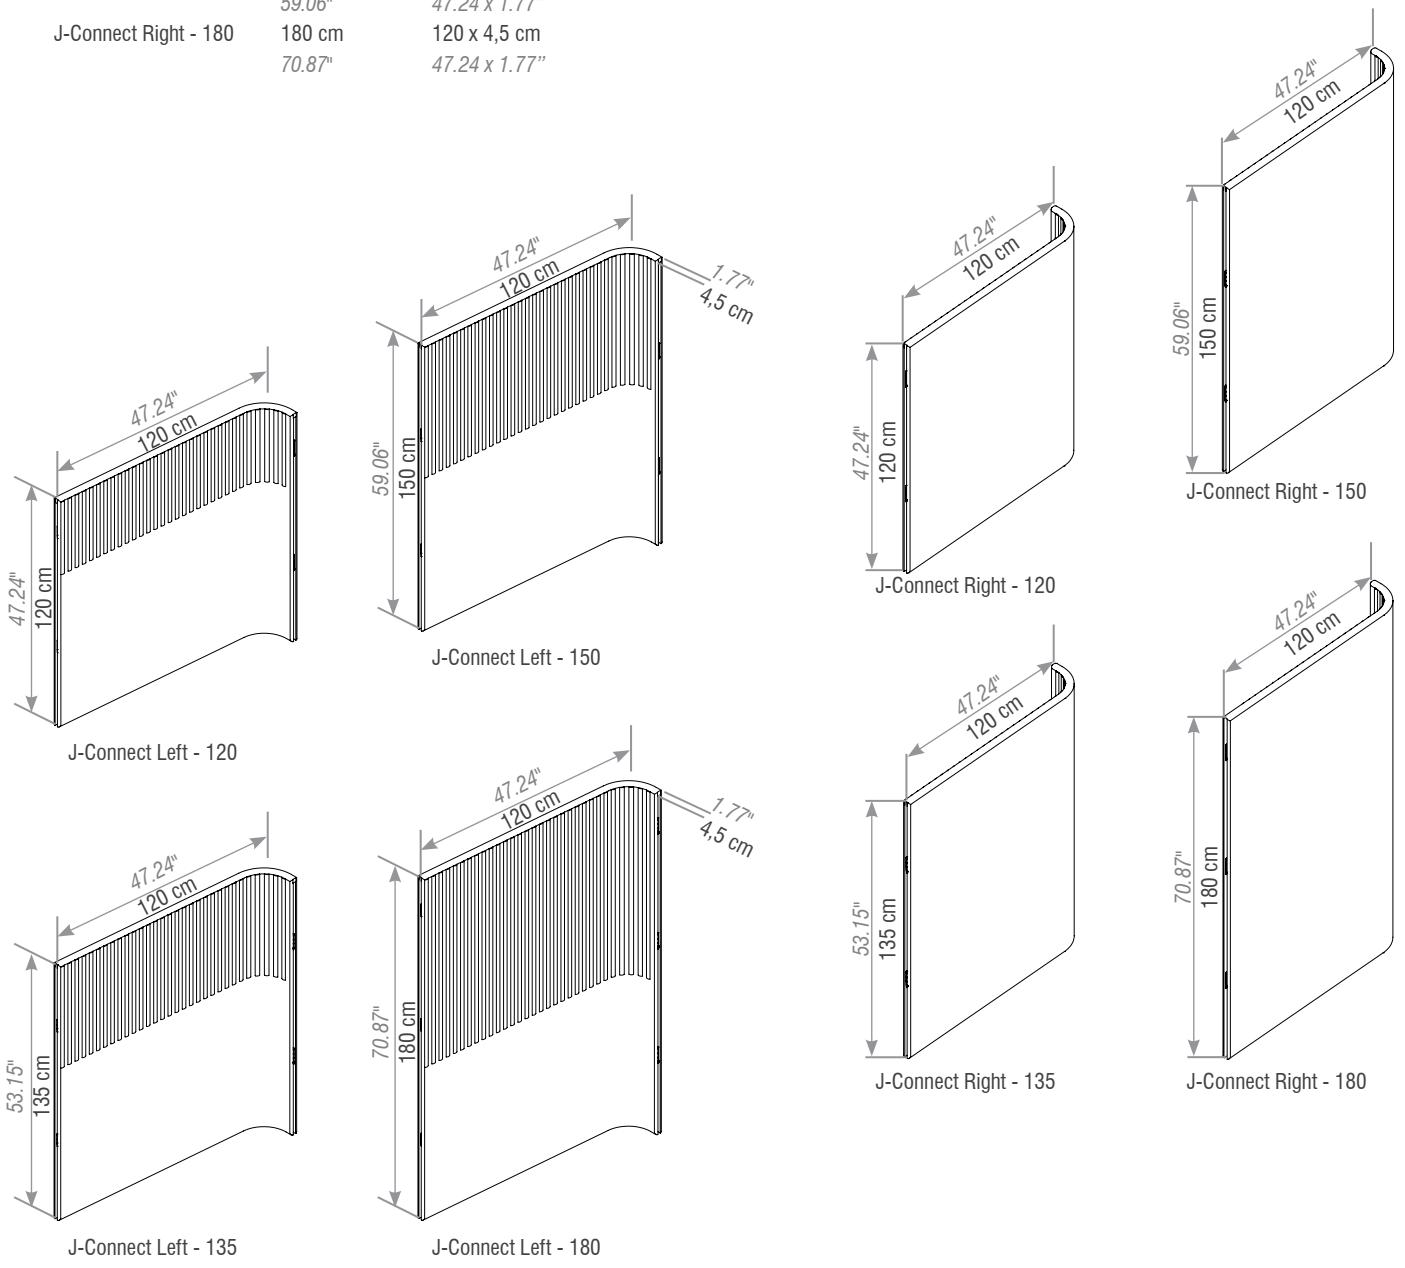 59.06" 47.24 x 1.77"
J-Connect Right - 180 180 cm 120 x 4,5 cm
70.87" 47.24 x 1.77”
47.24"
120 cm
47.24"
120 cm
J-Connect Left - 120
47.24"
120 cm
1.77"
4,5 cm
59.06"
150 cm
J-Connect Left - 150
47.24"
120 cm
47.24"
120 cm
J-Connect Right - 120
47.24"
120 cm
59.06"
150 cm
J-Connect Right - 150
47.24"
120 cm
53.15"
135 cm
J-Connect Left - 135
47.24"
120 cm
1.77"
4,5 cm
70.87"
180 cm
J-Connect Left - 180
47.24"
120 cm
53.15"
135 cm
J-Connect Right - 135
47.24"
120 cm
70.87"
180 cm
J-Connect Right - 180